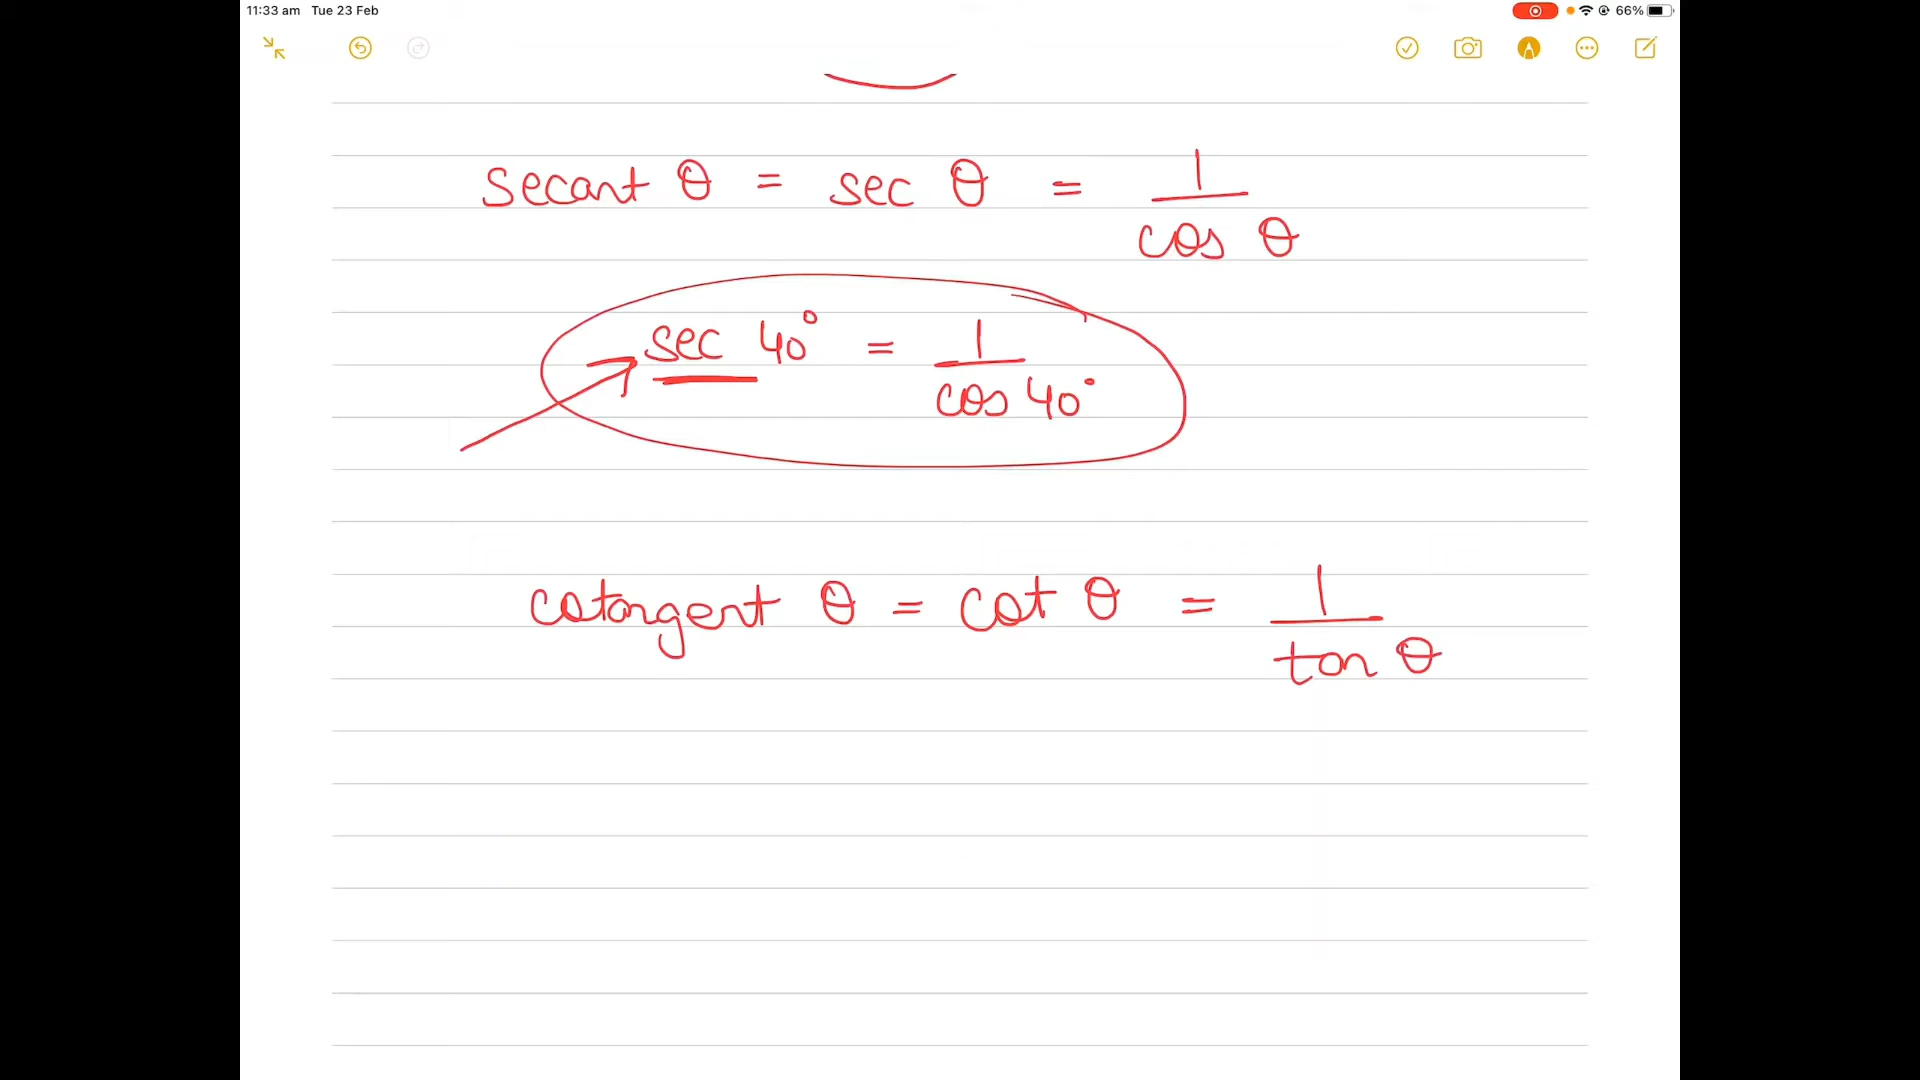 11:33 am Tue 23 Feb 66%
secant θ = sec θ = 1/cos θ
sec 40° = 1/cos 40°
cotangent θ = cot θ = 1/tan θ